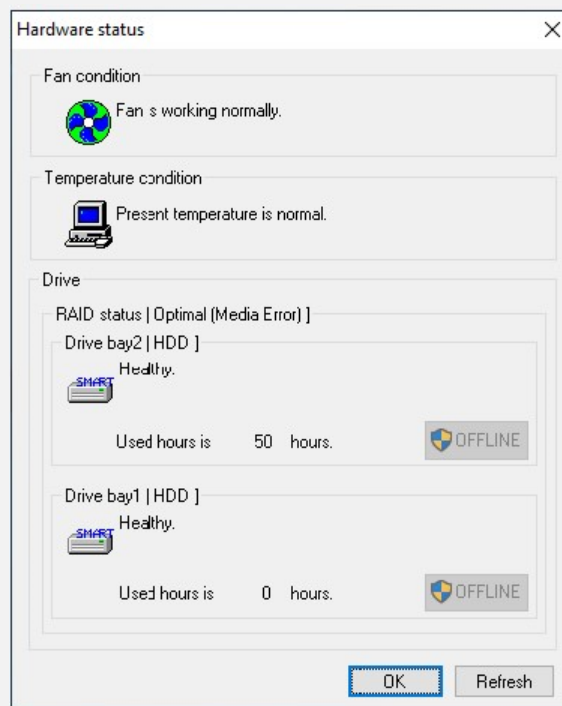 Hardware status
Fan condition
Fan s working normally.
Temperature condition
Present temperature is normal.
Drive
RAID status [ Optimal (Media Error) ]
Drive bay2 [ HDD ]
Healthy.
SMART
Used hours is 50 hours.
OFFLINE
Drive bay1 [ HDD ]
Healthy.
SMART
Used hours is 0 hours.
OFFLINE
OK
Refresh